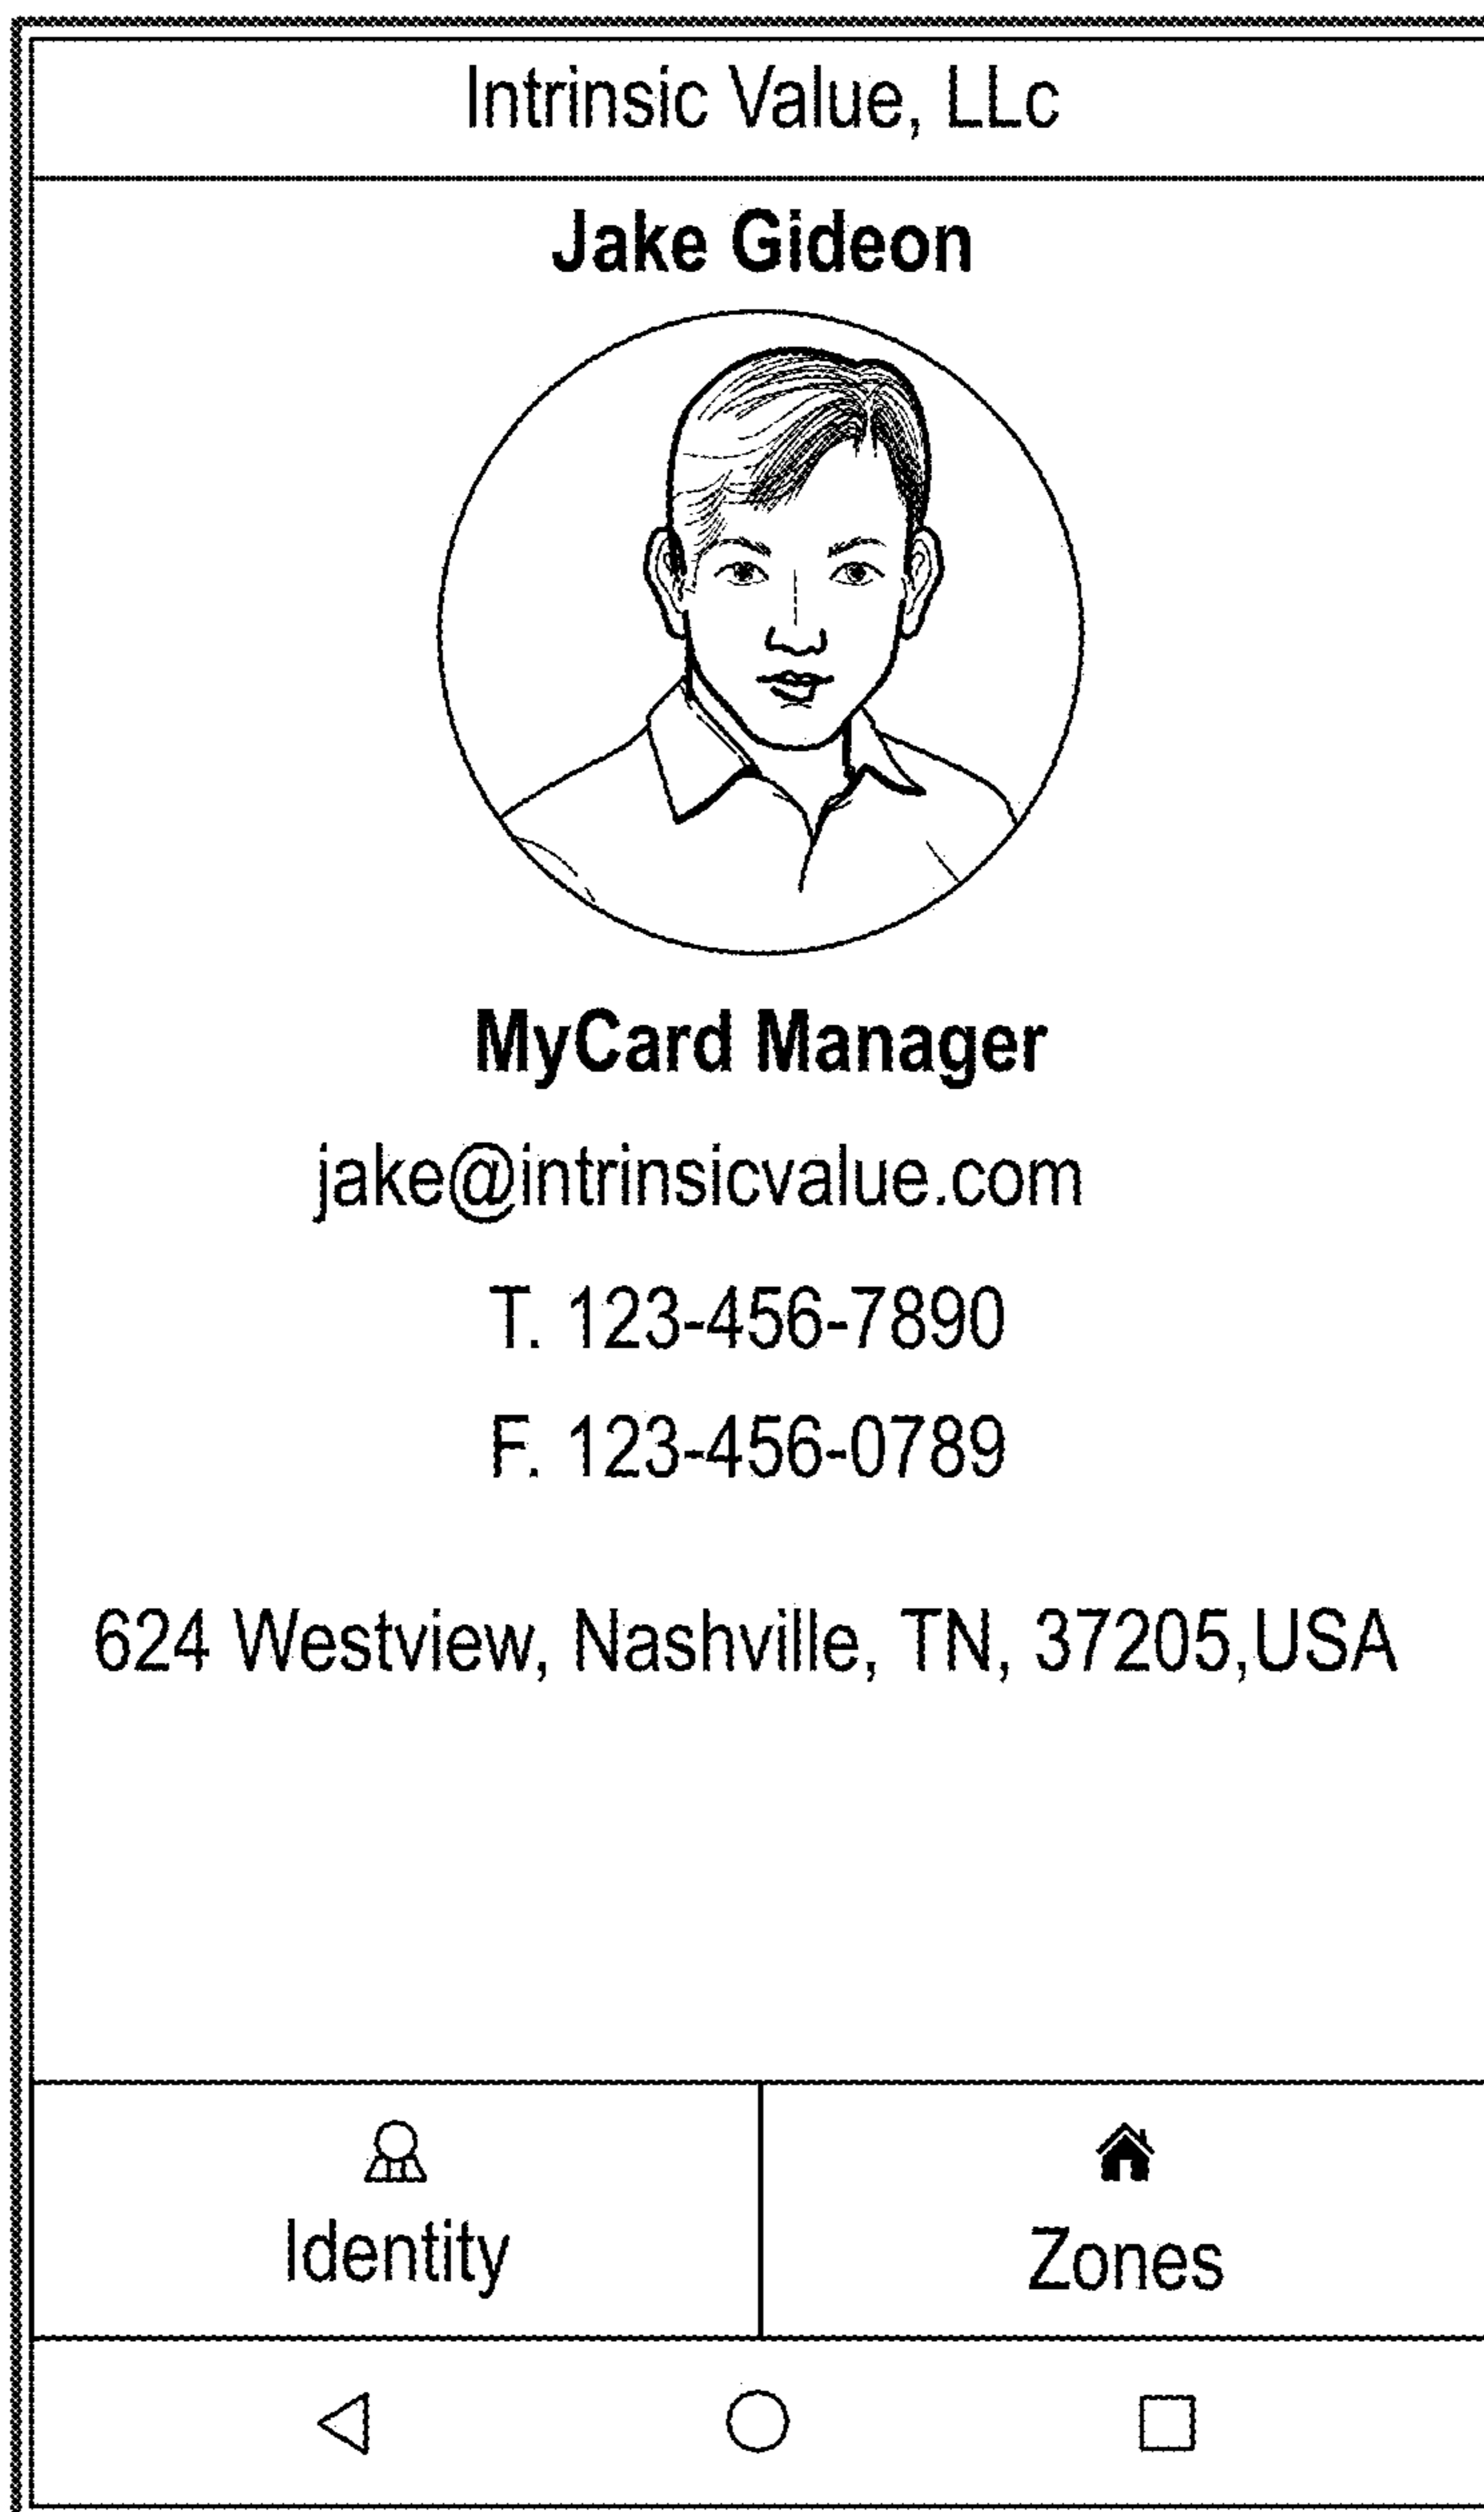 Intrinsic Value, LLc
Jake Gideon
MyCard Manager
jake@intrinsicvalue.com
T. 123-456-7890
F. 123-456-0789
624 Westview, Nashville, TN, 37205,USA
Identity
Zones